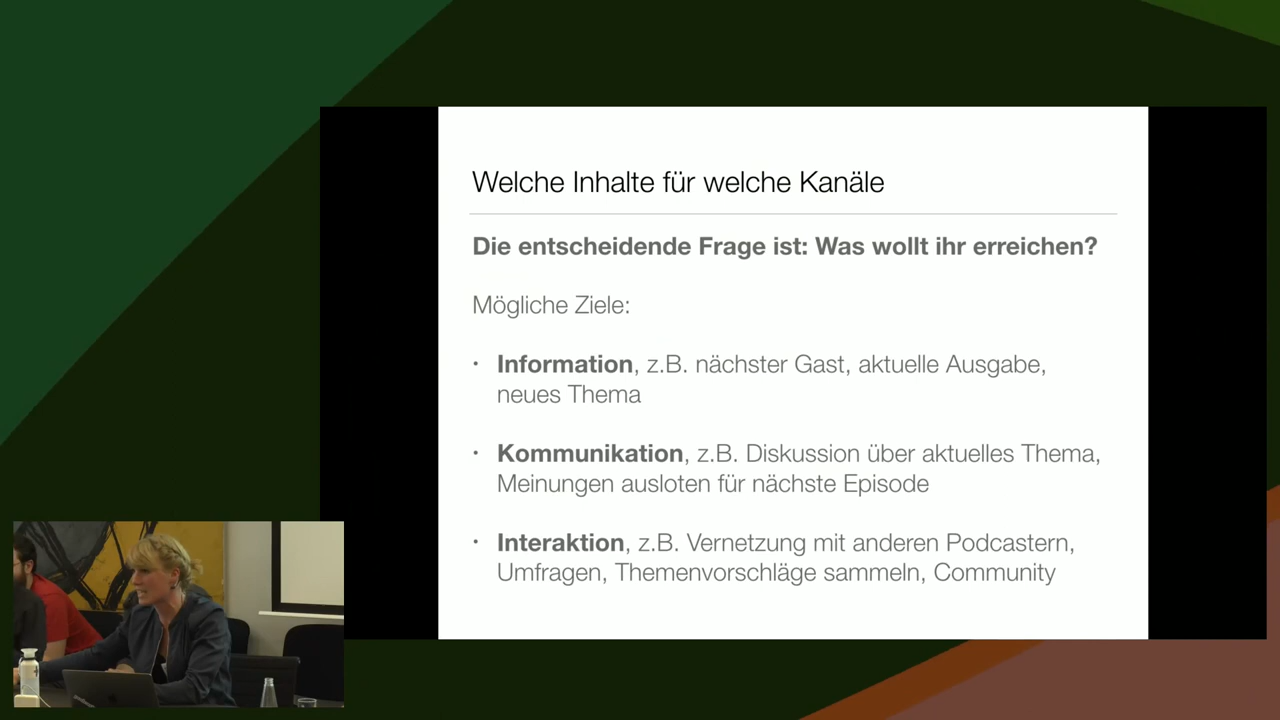 Welche Inhalte für welche Kanäle
Die entscheidende Frage ist: Was wollt ihr erreichen?
Mögliche Ziele:
• Information, z.B. nächster Gast, aktuelle Ausgabe,
neues Thema
• Kommunikation, z.B. Diskussion über aktuelles Thema,
Meinungen ausloten für nächste Episode
• Interaktion, z.B. Vernetzung mit anderen Podcastern,
Umfragen, Themenvorschläge sammeln, Community